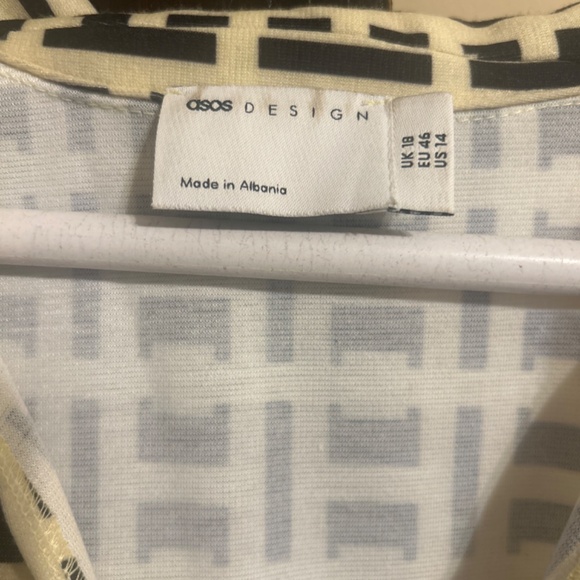 asos DESIGN
Made in Albania
UK 18
EU 46
US 14